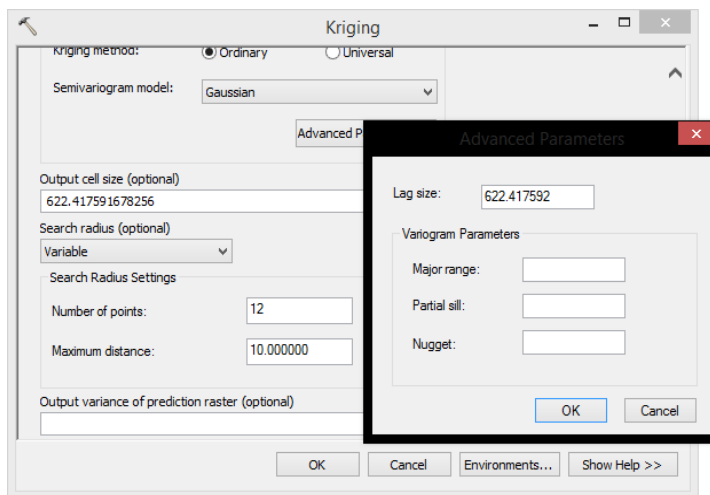 Kriging
Kriging method: Ordinary Universal
Semivariogram model: Gaussian
Advanced P
Output cell size (optional)
622.417591678256
Search radius (optional)
Variable
Search Radius Settings
Number of points: 12
Maximum distance: 10.000000
Output variance of prediction raster (optional)
OK Cancel Environments... Show Help >>
Advanced Parameters
Lag size: 622.417592
Variogram Parameters
Major range:
Partial sill:
Nugget:
OK Cancel